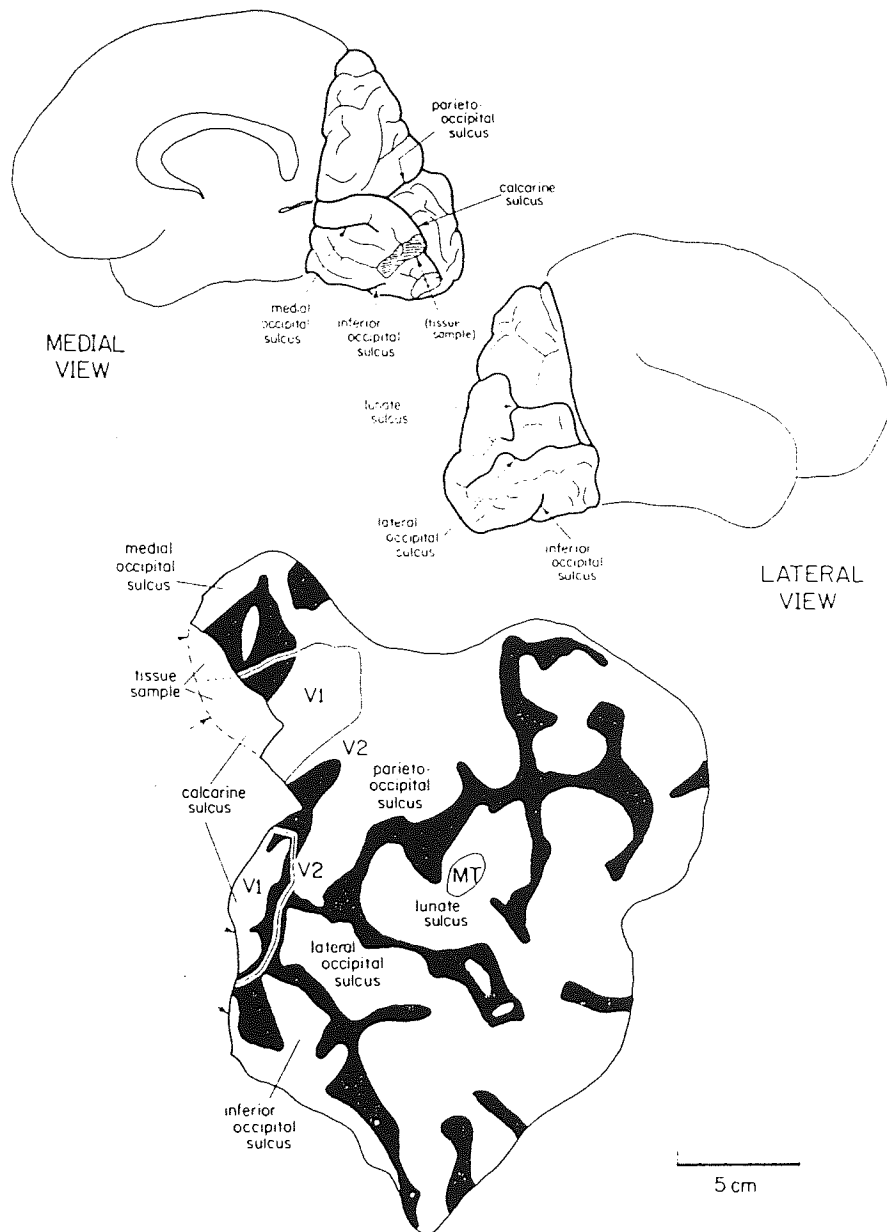 parieto-
occipital
sulcus
calcarine
sulcus
medial
occipital
sulcus
inferior
occipital
sulcus
(tissue
sample)
MEDIAL
VIEW
lunate
sulcus
lateral
occipital
sulcus
inferior
occipital
sulcus
LATERAL
VIEW
medial
occipital
sulcus
tissue
sample
V1
V2
parieto-
occipital
sulcus
calcarine
sulcus
V1
V2
MT
lunate
sulcus
lateral
occipital
sulcus
inferior
occipital
sulcus
5 cm